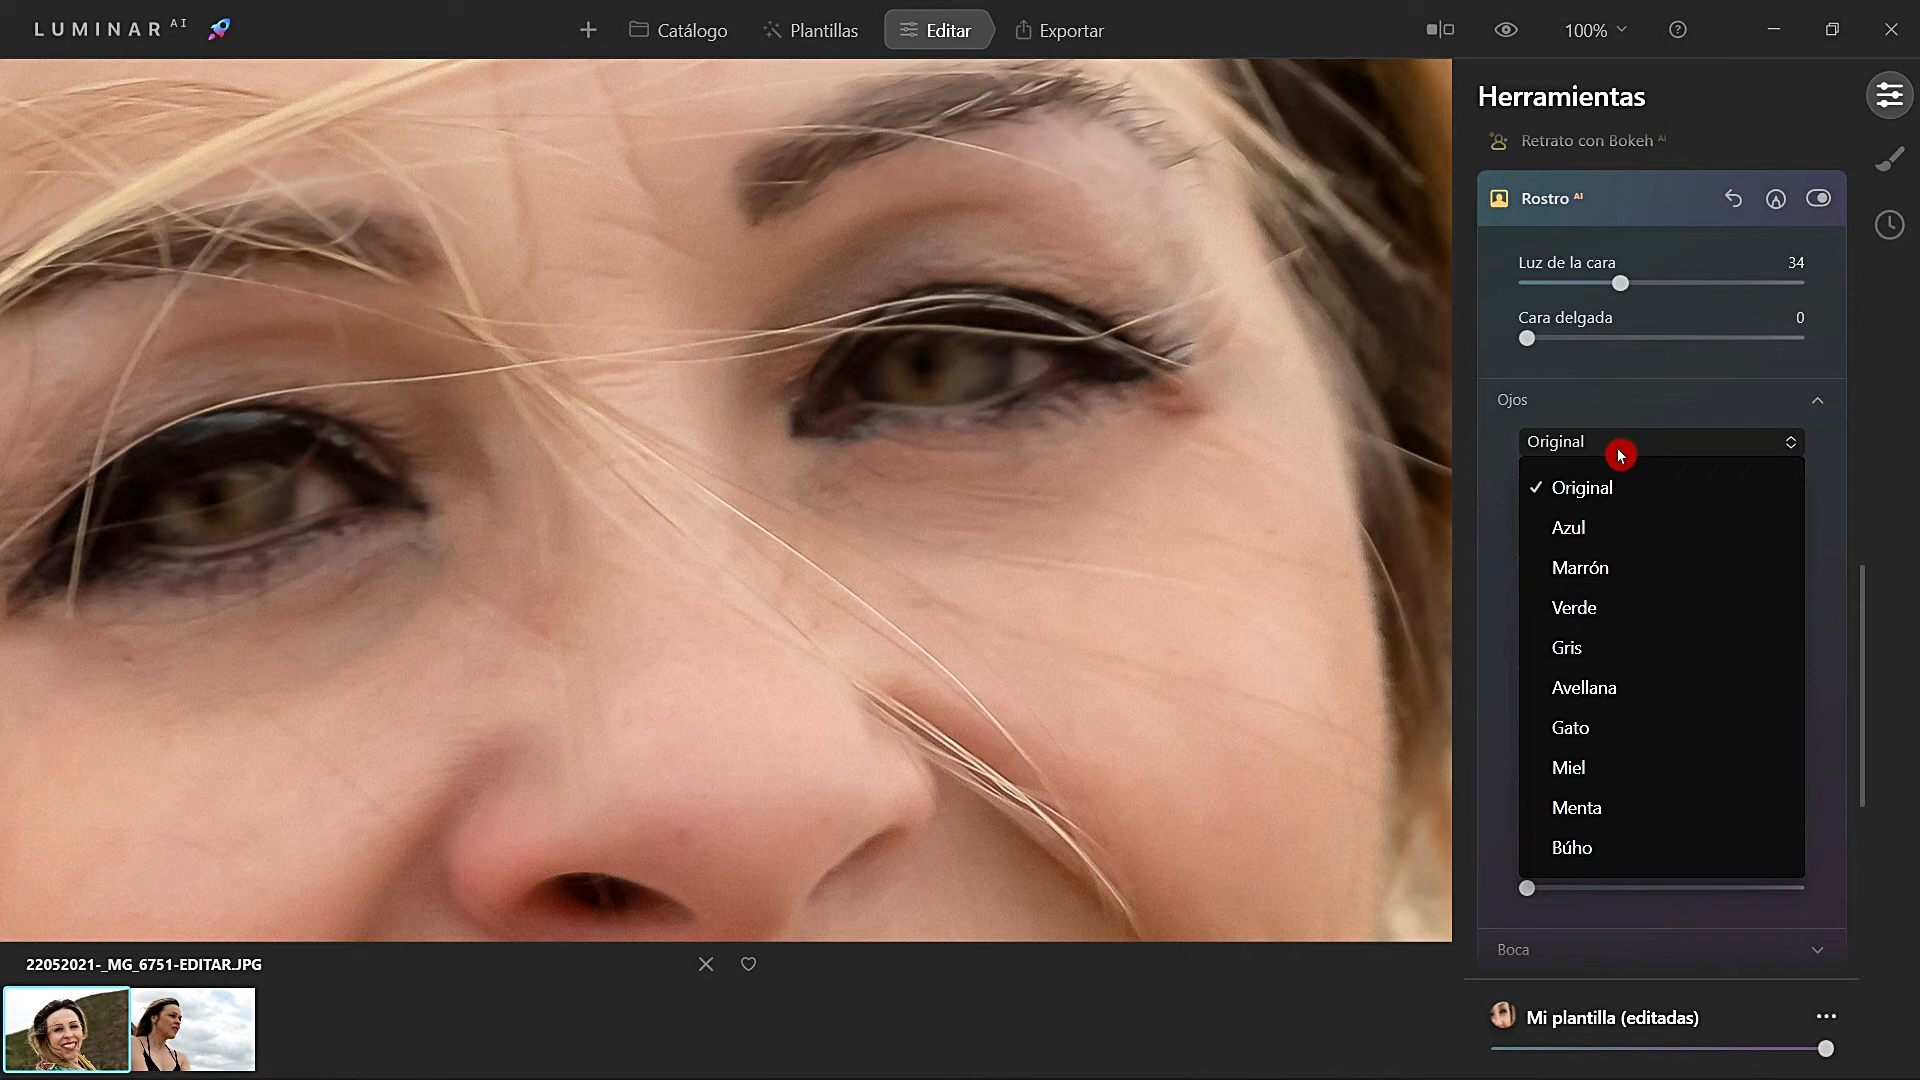 LUMINAR AI
Catálogo
Plantillas
Editar
Exportar
100%
Herramientas
Retrato con Bokeh AI
Rostro AI
Luz de la cara 34
Cara delgada 0
Ojos
Original
Original
Azul
Marrón
Verde
Gris
Avellana
Gato
Miel
Menta
Búho
Boca
22052021-_MG_6751-EDITAR.JPG
Mi plantilla (editadas)